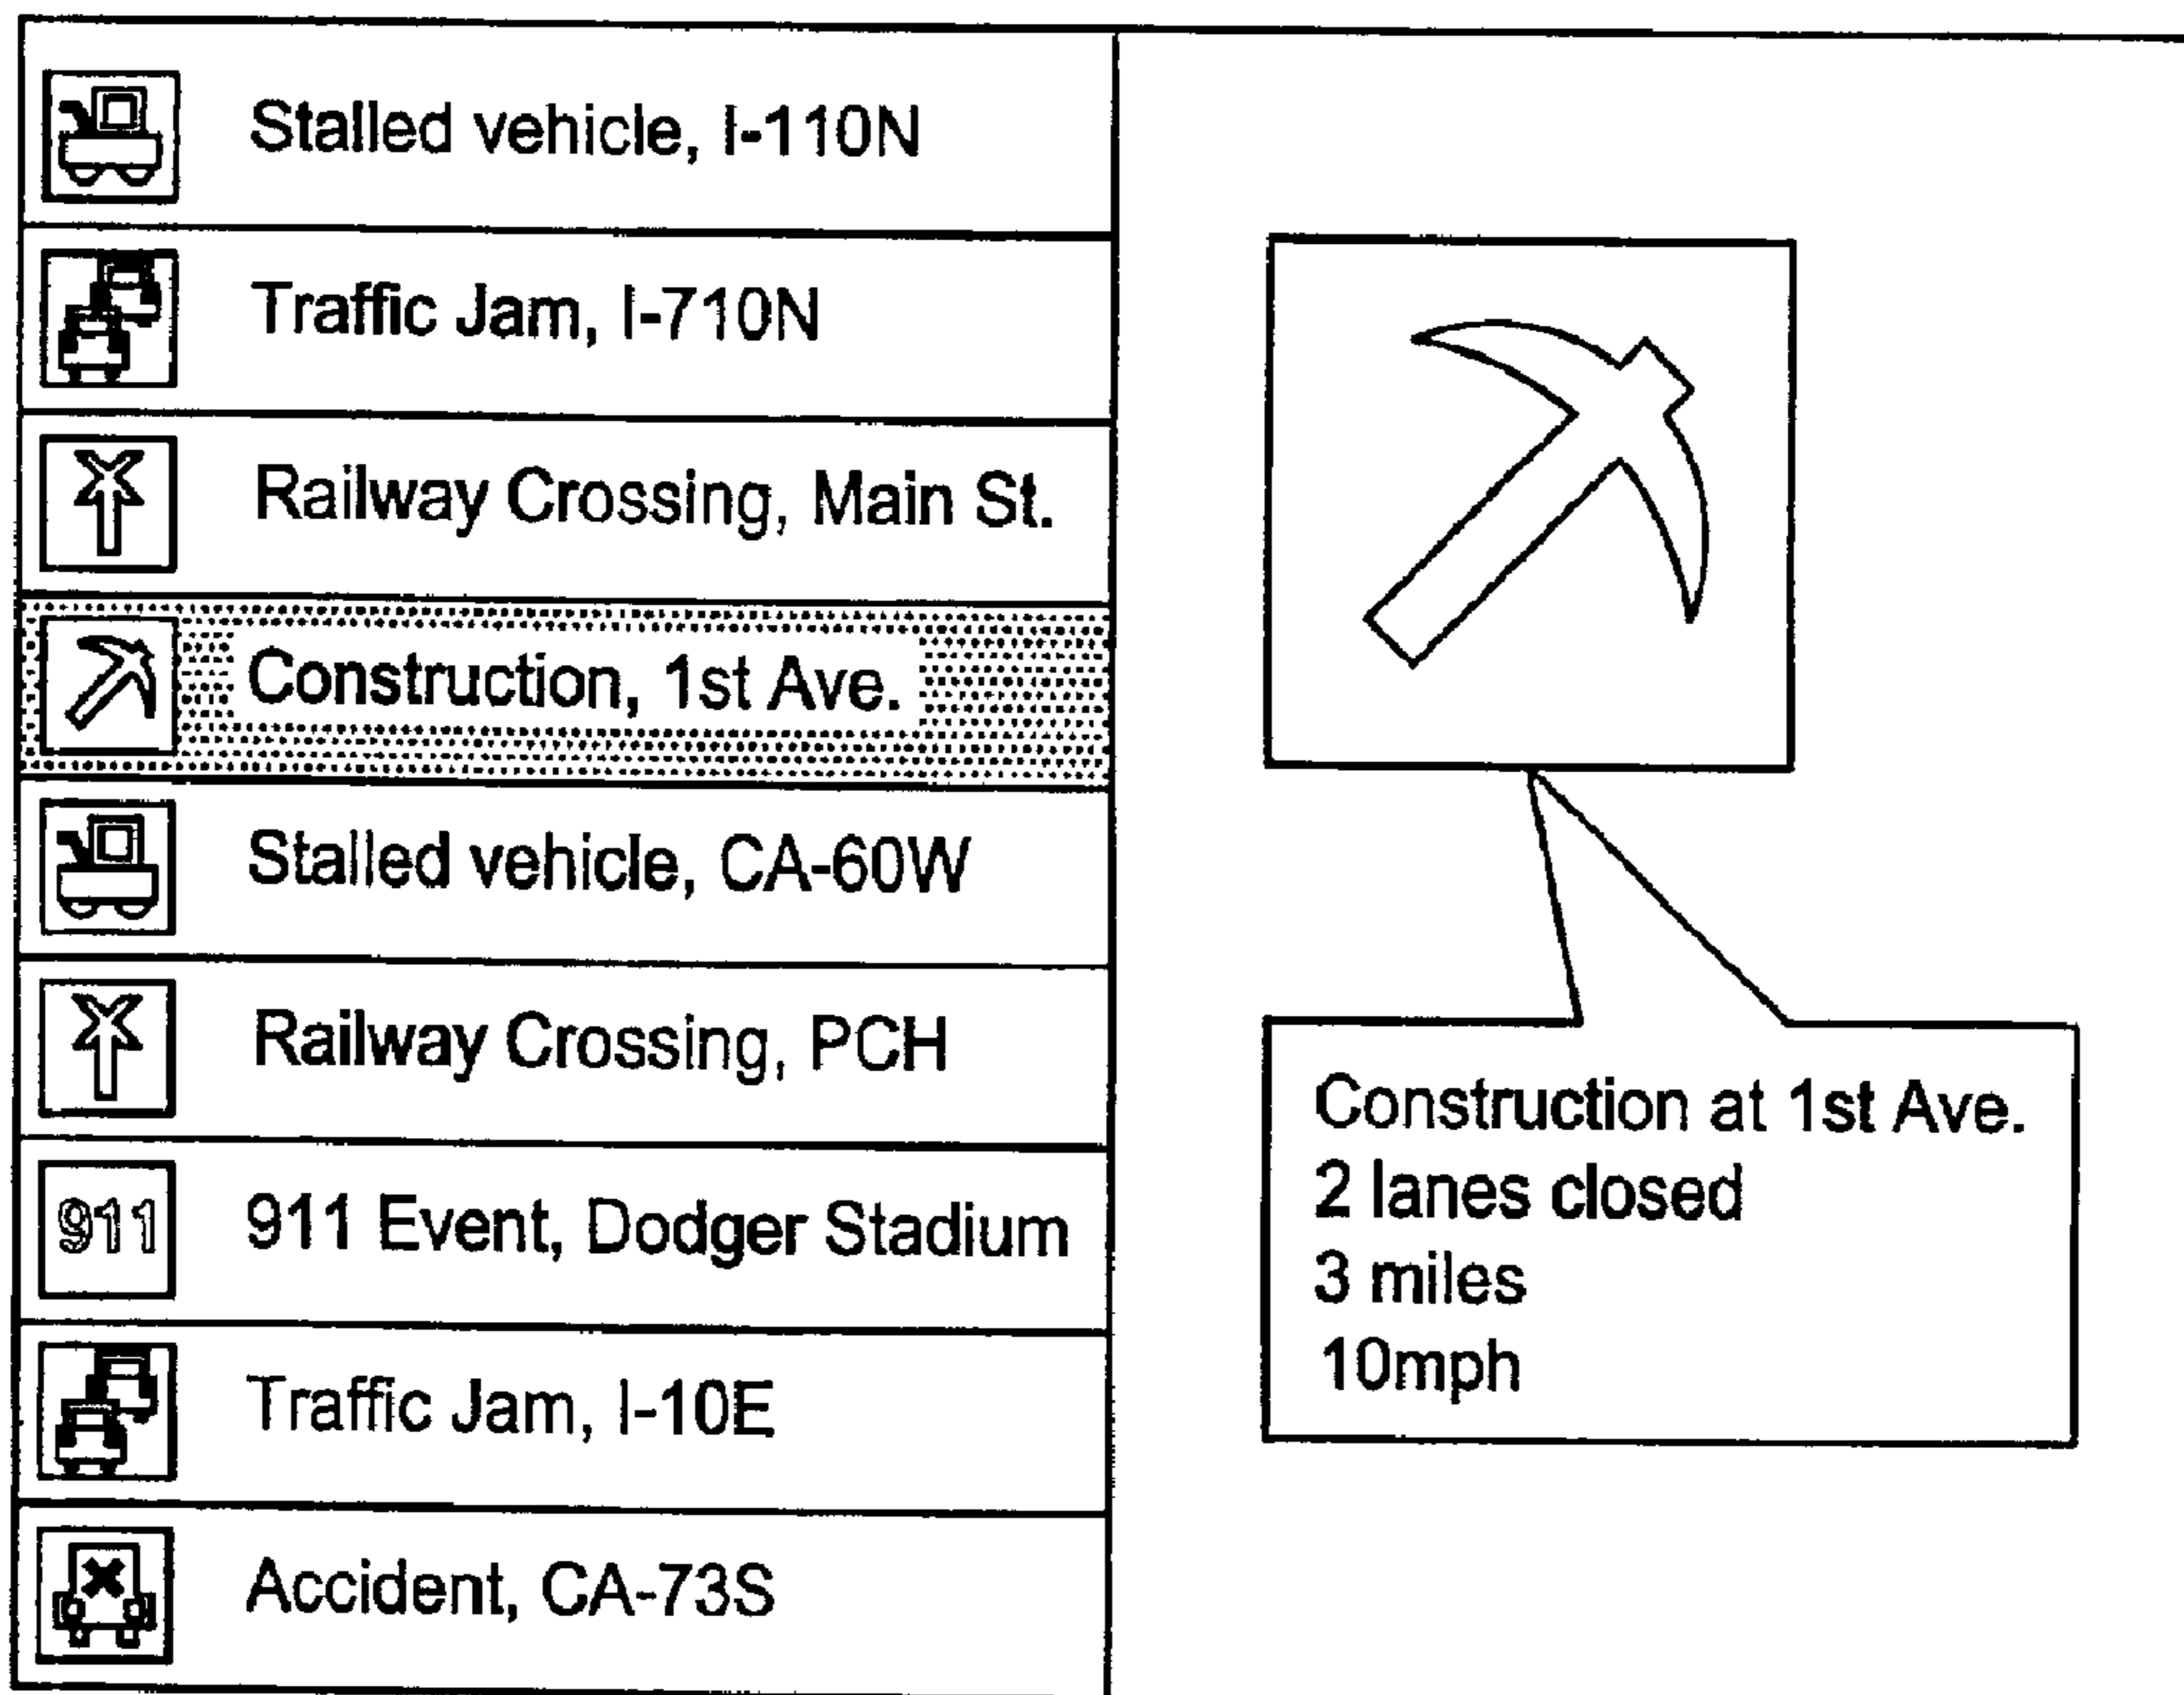 Stalled vehicle, I-110N
Traffic Jam, I-710N
Railway Crossing, Main St.
Construction, 1st Ave.
Stalled vehicle, CA-60W
Railway Crossing, PCH
911 911 Event, Dodger Stadium
Traffic Jam, I-10E
Accident, CA-73S
Construction at 1st Ave.
2 lanes closed
3 miles
10mph